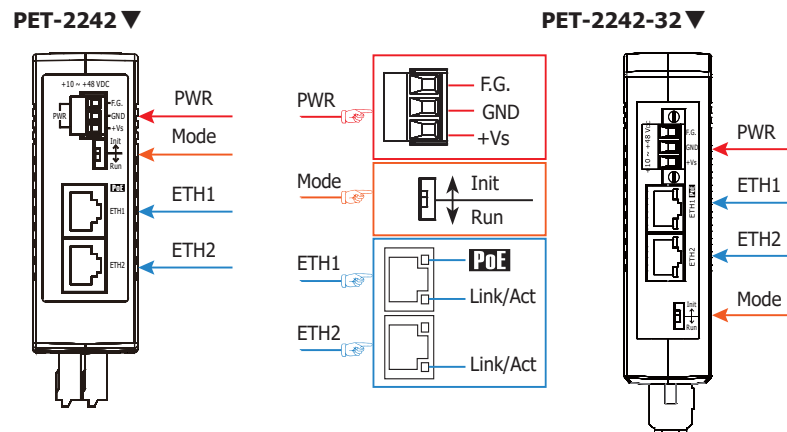 PET-2242▼
+10 ~ +48 VDC
PWR
F.G.
GND
+Vs
Init
Run
PoE
ETH1
ETH2
PWR
Mode
ETH1
ETH2
PWR
F.G.
GND
+Vs
Mode
Init
Run
ETH1
PoE
Link/Act
ETH2
Link/Act
PET-2242-32▼
+10 ~ +48 Vcc
F.G.
GND
+Vs
ETH1 PoE
ETH2
Init
Run
PWR
ETH1
ETH2
Mode